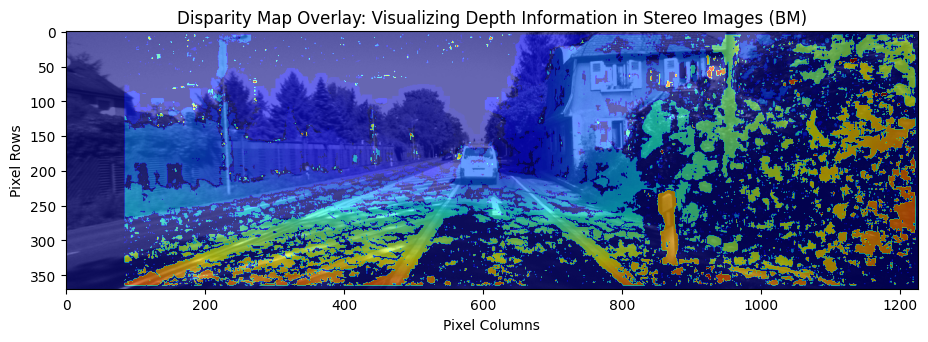 Disparity Map Overlay: Visualizing Depth Information in Stereo Images (BM)
0
50
100
150
200
250
300
350
Pixel Rows
0 200 400 600 800 1000 1200
Pixel Columns